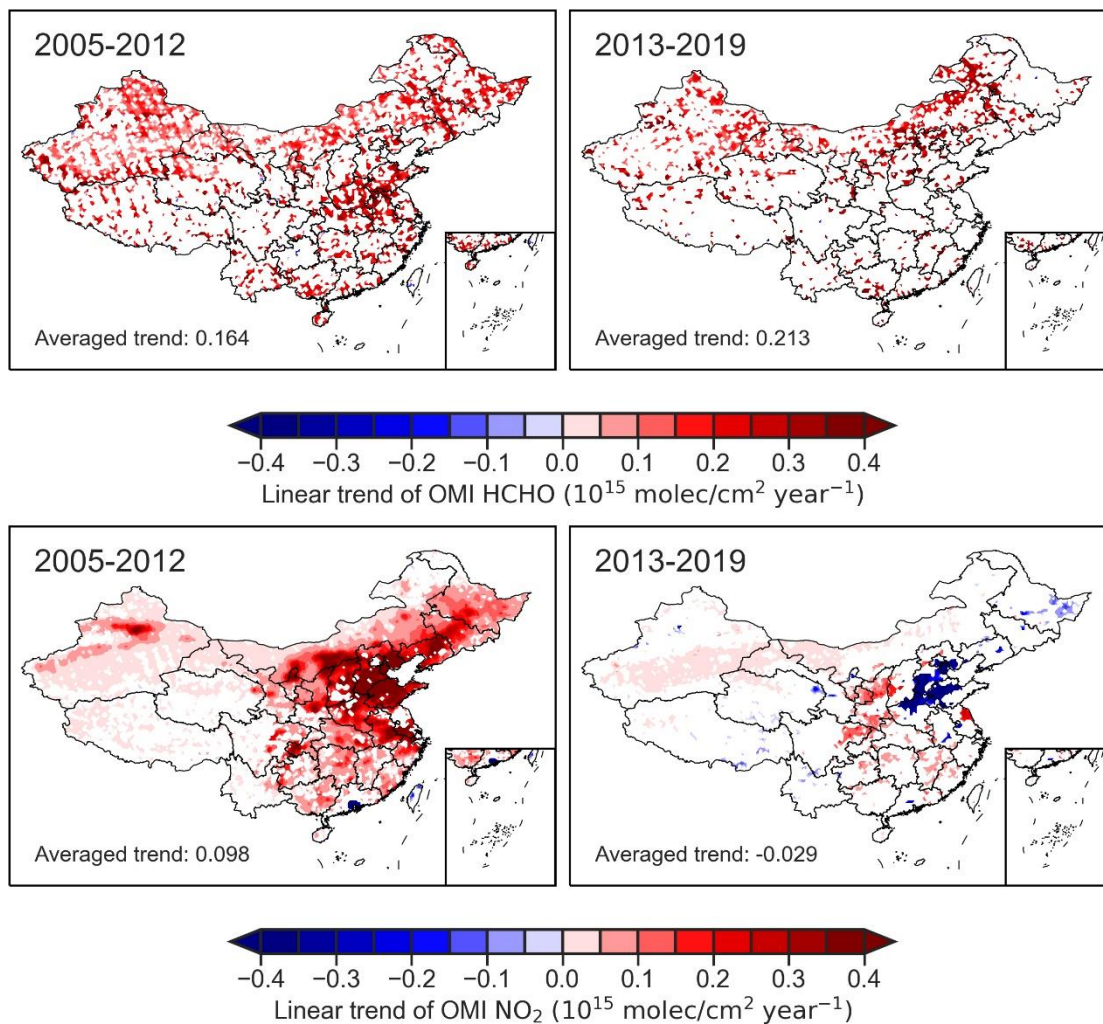 2005-2012
2013-2019
Averaged trend: 0.164
Averaged trend: 0.213
−0.4 −0.3 −0.2 −0.1 0.0 0.1 0.2 0.3 0.4
Linear trend of OMI HCHO (10¹⁵ molec/cm² year⁻¹)
2005-2012
2013-2019
Averaged trend: 0.098
Averaged trend: -0.029
−0.4 −0.3 −0.2 −0.1 0.0 0.1 0.2 0.3 0.4
Linear trend of OMI NO₂ (10¹⁵ molec/cm² year⁻¹)